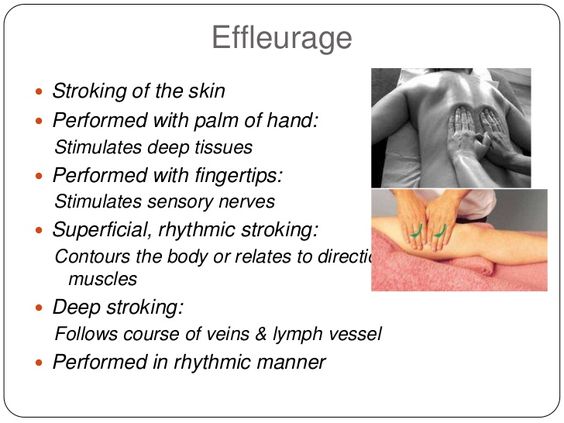 Effleurage
Stroking of the skin
Performed with palm of hand:
Stimulates deep tissues
Performed with fingertips:
Stimulates sensory nerves
Superficial, rhythmic stroking:
Contours the body or relates to
muscles
Deep stroking:
Follows course of veins & lymph vessel
Performed in rhythmic manner